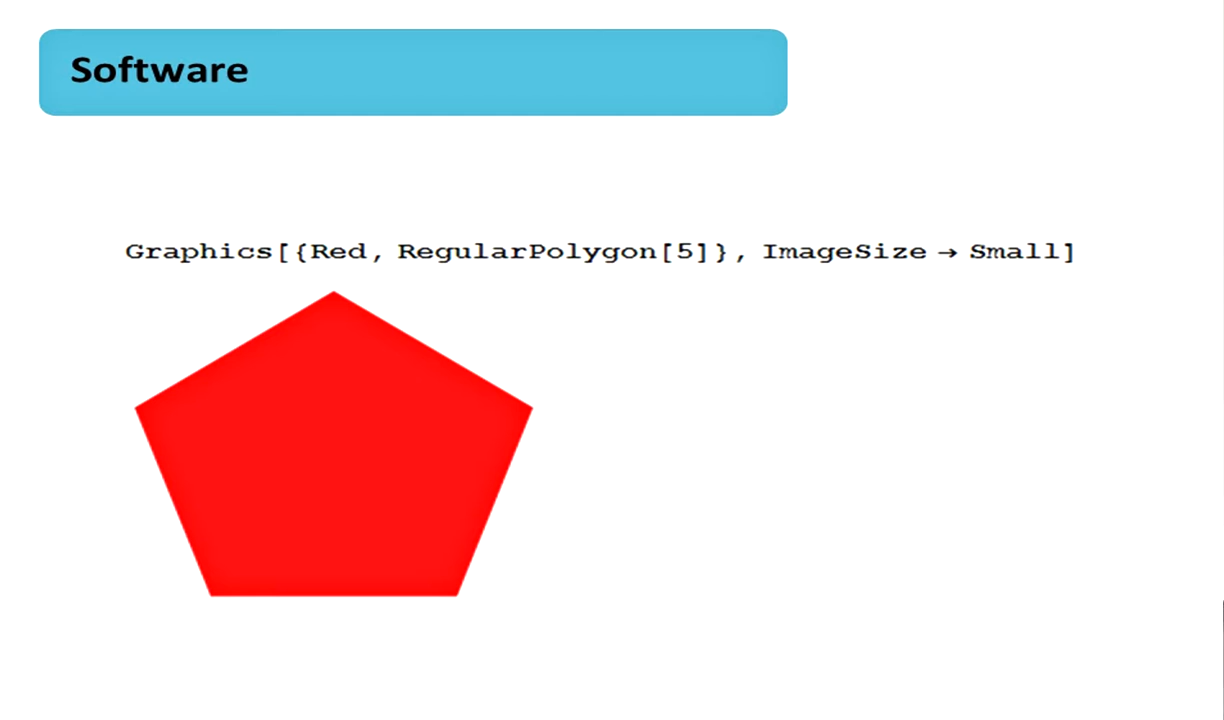 Software
Graphics[{Red, RegularPolygon[5]}, ImageSize → Small]